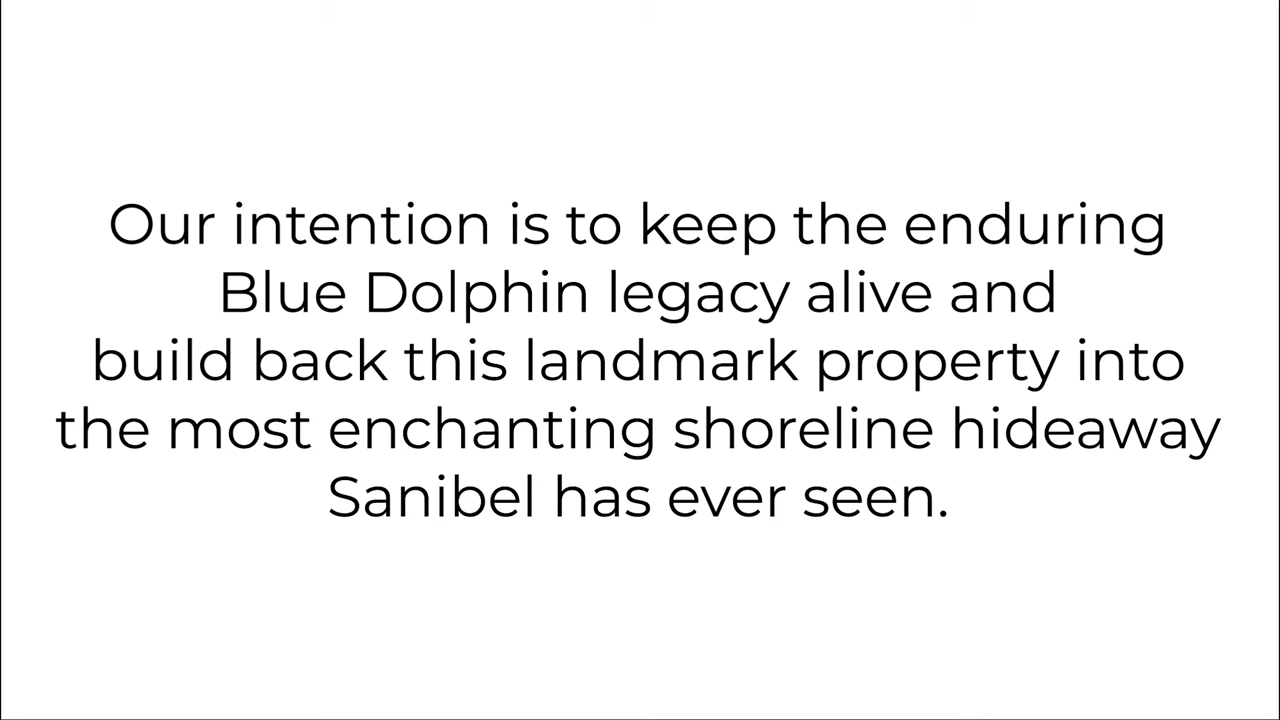 Our intention is to keep the enduring
Blue Dolphin legacy alive and
build back this landmark property into
the most enchanting shoreline hideaway
Sanibel has ever seen.